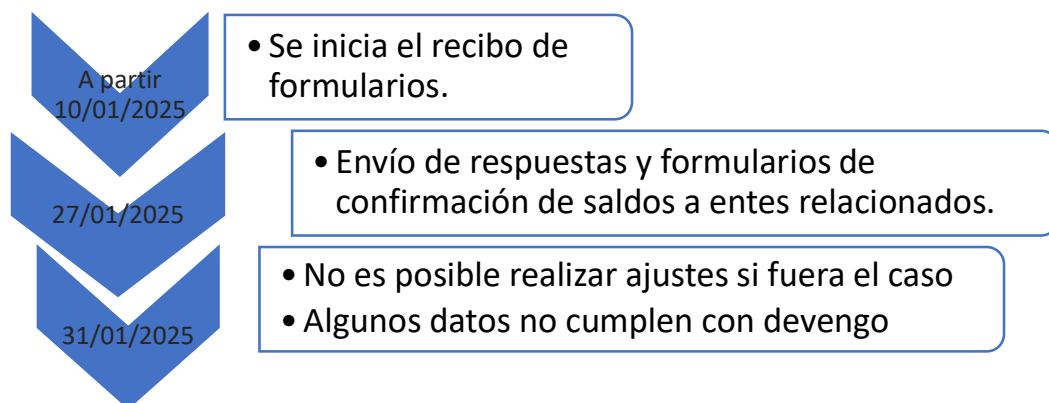 A partir
10/01/2025
• Se inicia el recibo de
formularios.
27/01/2025
• Envío de respuestas y formularios de
confirmación de saldos a entes relacionados.
31/01/2025
• No es posible realizar ajustes si fuera el caso
• Algunos datos no cumplen con devengo